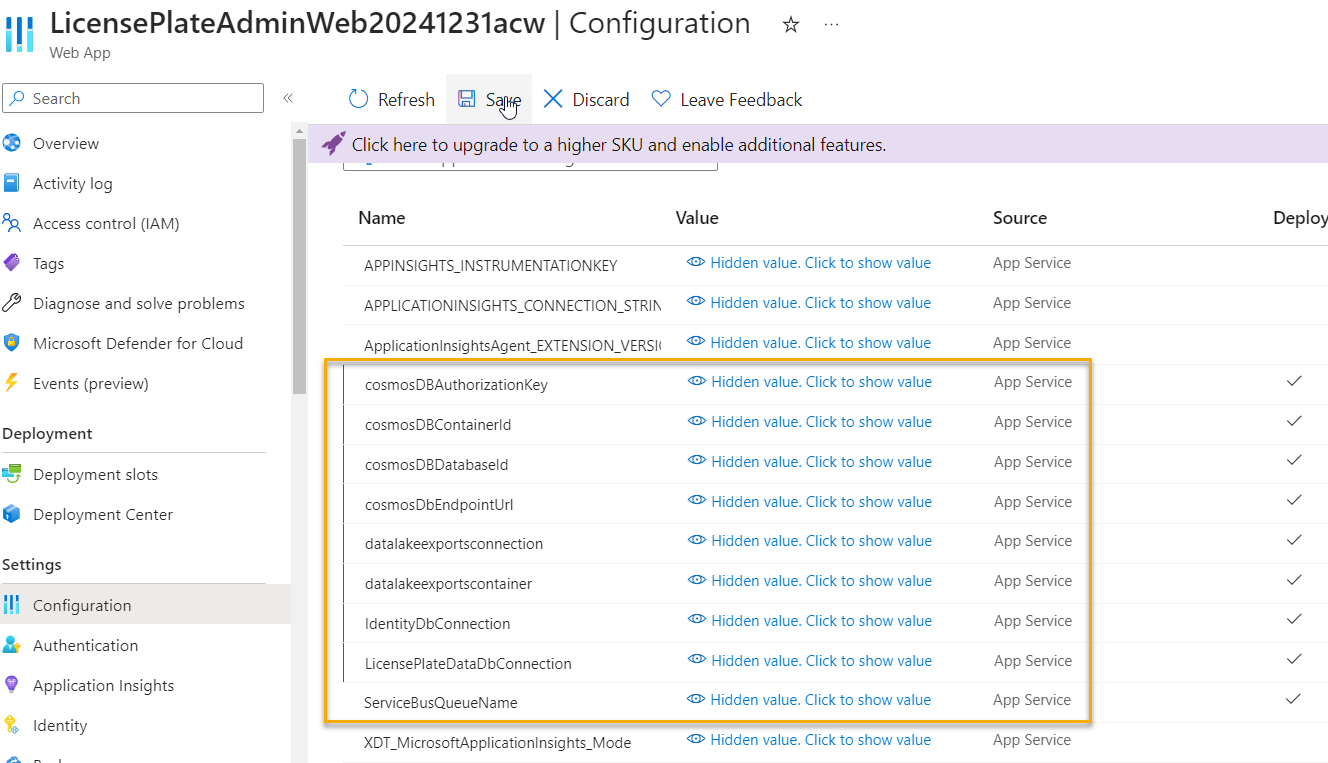 LicensePlateAdminWeb20241231acw | Configuration
Web App
Search
Refresh Save Discard Leave Feedback
Click here to upgrade to a higher SKU and enable additional features.
Overview
Activity log
Access control (IAM)
Tags
Diagnose and solve problems
Microsoft Defender for Cloud
Events (preview)
Deployment
Deployment slots
Deployment Center
Settings
Configuration
Authentication
Application Insights
Identity
Name Value Source Deploy
APPINSIGHTS_INSTRUMENTATIONKEY Hidden value. Click to show value App Service
APPLICATIONINSIGHTS_CONNECTION_STRIN Hidden value. Click to show value App Service
ApplicationInsightsAgent_EXTENSION_VERSI Hidden value. Click to show value App Service
cosmosDBAuthorizationKey Hidden value. Click to show value App Service
cosmosDBContainerId Hidden value. Click to show value App Service
cosmosDBDatabaseId Hidden value. Click to show value App Service
cosmosDbEndpointUrl Hidden value. Click to show value App Service
datalakeexportsconnection Hidden value. Click to show value App Service
datalakeexportscontainer Hidden value. Click to show value App Service
IdentityDbConnection Hidden value. Click to show value App Service
LicensePlateDataDbConnection Hidden value. Click to show value App Service
ServiceBusQueueName Hidden value. Click to show value App Service
XDT_MicrosoftApplicationInsights_Mode Hidden value. Click to show value App Service